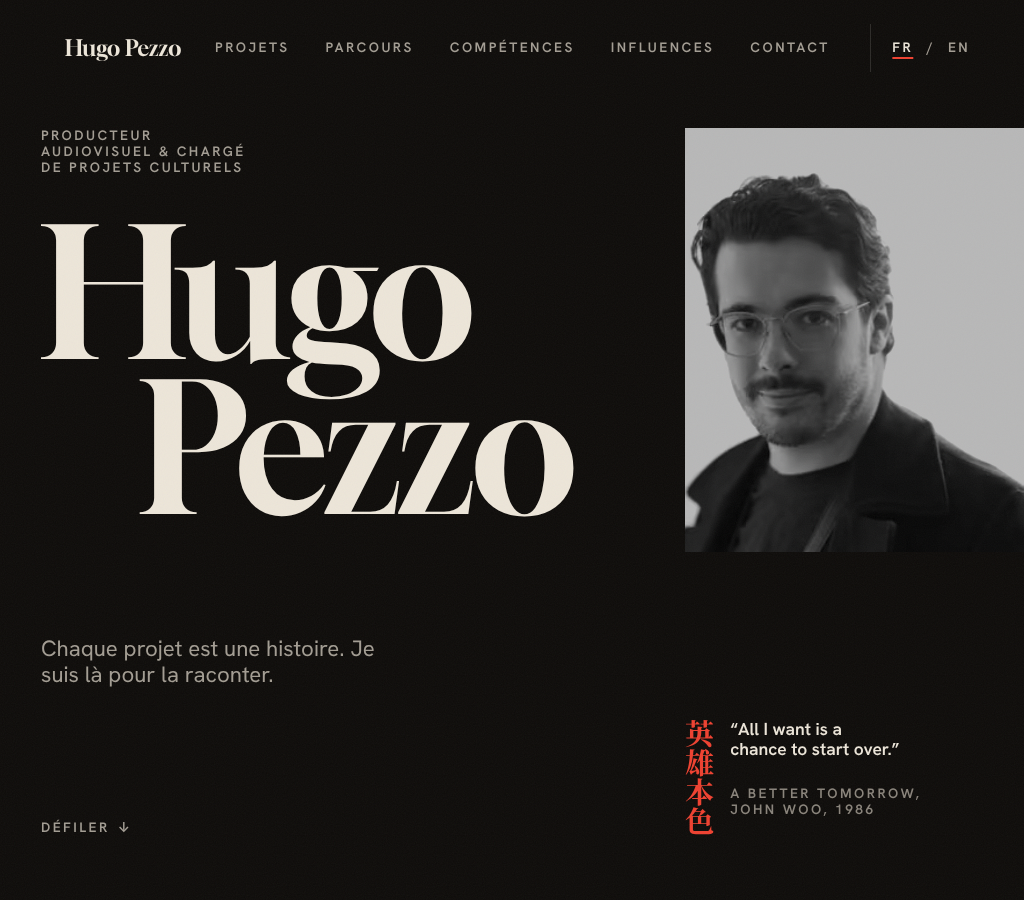 Hugo Pezzo
PROJETS
PARCOURS
COMPÉTENCES
INFLUENCES
CONTACT
FR / EN
PRODUCTEUR
AUDIOVISUEL & CHARGÉ
DE PROJETS CULTURELS
Hugo
Pezzo
Chaque projet est une histoire. Je
suis là pour la raconter.
英雄本色
“All I want is a
chance to start over.”
A BETTER TOMORROW,
JOHN WOO, 1986
DÉFILER ↓